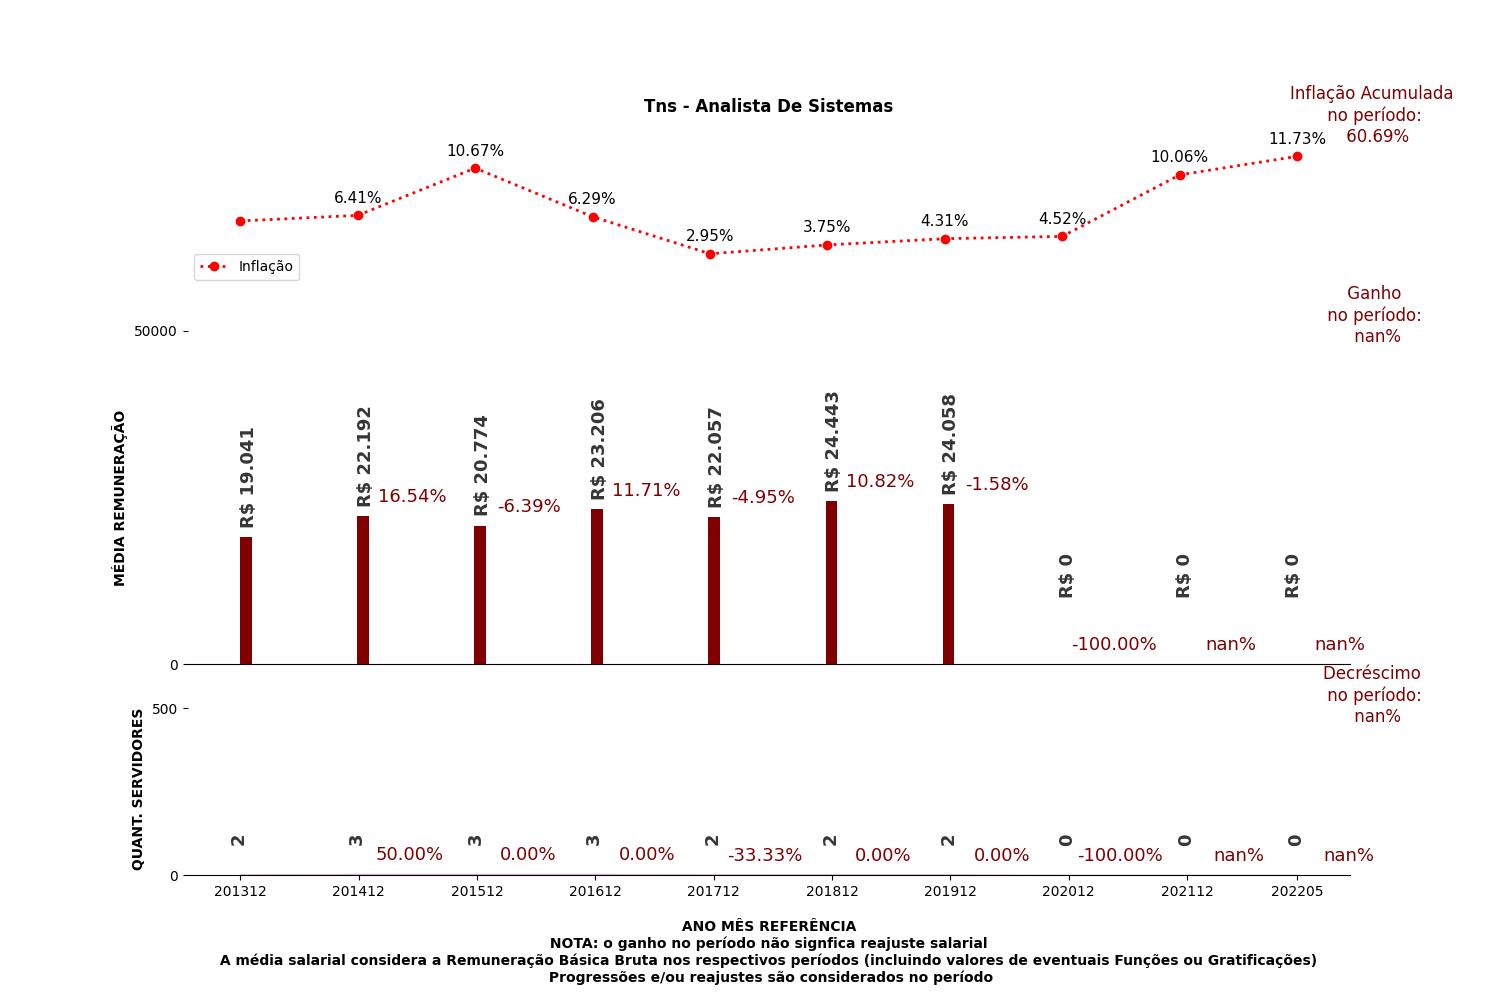 Tns - Analista De Sistemas
Inflação Acumulada
no período:
60.69%
6.41%
10.67%
6.29%
2.95%
3.75%
4.31%
4.52%
10.06%
11.73%
Inflação
Ganho
no período:
nan%
50000
0
MÉDIA REMUNERAÇÃO
R$ 19.041
R$ 22.192
R$ 20.774
R$ 23.206
R$ 22.057
R$ 24.443
R$ 24.058
R$ 0
R$ 0
R$ 0
16.54%
-6.39%
11.71%
-4.95%
10.82%
-1.58%
-100.00%
nan%
nan%
Decréscimo
no período:
nan%
500
0
QUANT. SERVIDORES
2
3
3
3
2
2
2
0
0
0
50.00%
0.00%
0.00%
-33.33%
0.00%
0.00%
-100.00%
nan%
nan%
201312
201412
201512
201612
201712
201812
201912
202012
202112
202205
ANO MÊS REFERÊNCIA
NOTA: o ganho no período não signfica reajuste salarial
A média salarial considera a Remuneração Básica Bruta nos respectivos períodos (incluindo valores de eventuais Funções ou Gratificações)
Progressões e/ou reajustes são considerados no período